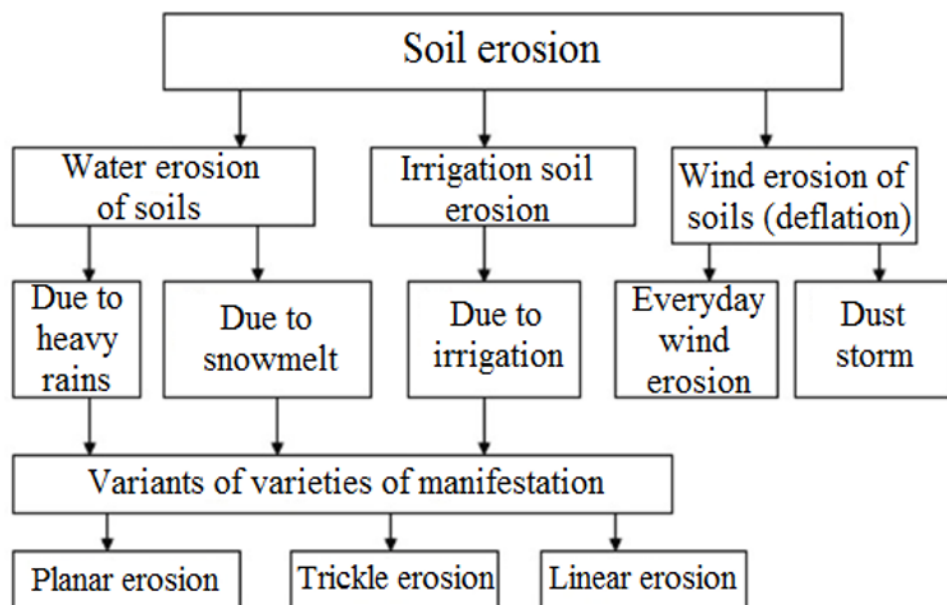 Soil erosion
Water erosion
of soils
Irrigation soil
erosion
Wind erosion of
soils (deflation)
Due to
heavy
rains
Due to
snowmelt
Due to
irrigation
Everyday
wind
erosion
Dust
storm
Variants of varieties of manifestation
Planar erosion
Trickle erosion
Linear erosion